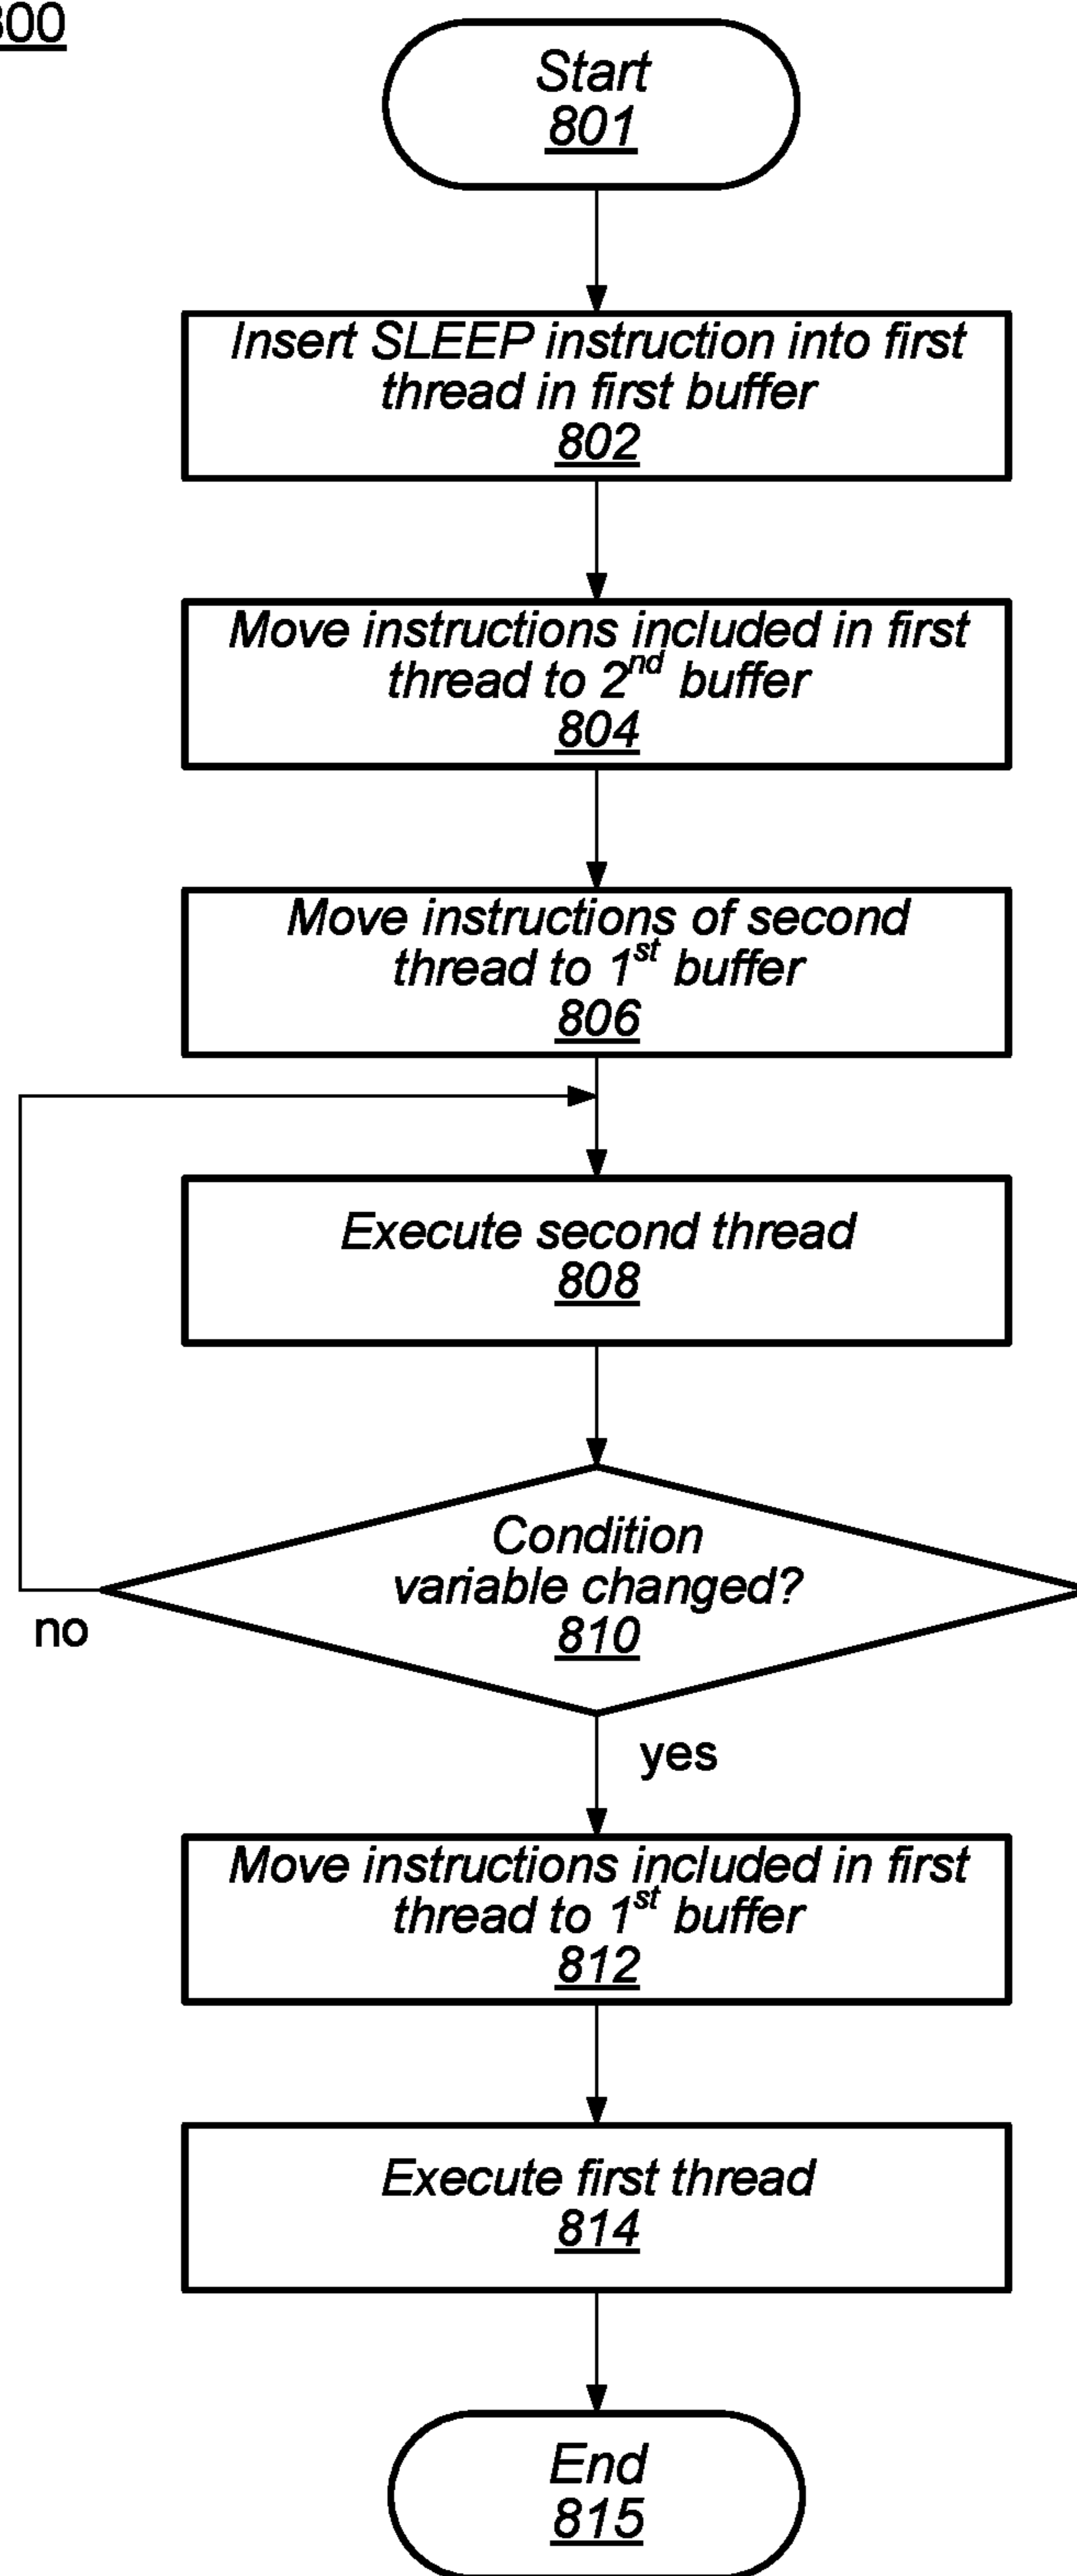 800
Start
801
Insert SLEEP instruction into first
thread in first buffer
802
Move instructions included in first
thread to 2nd buffer
804
Move instructions of second
thread to 1st buffer
806
Execute second thread
808
Condition
variable changed?
810
no
yes
Move instructions included in first
thread to 1st buffer
812
Execute first thread
814
End
815